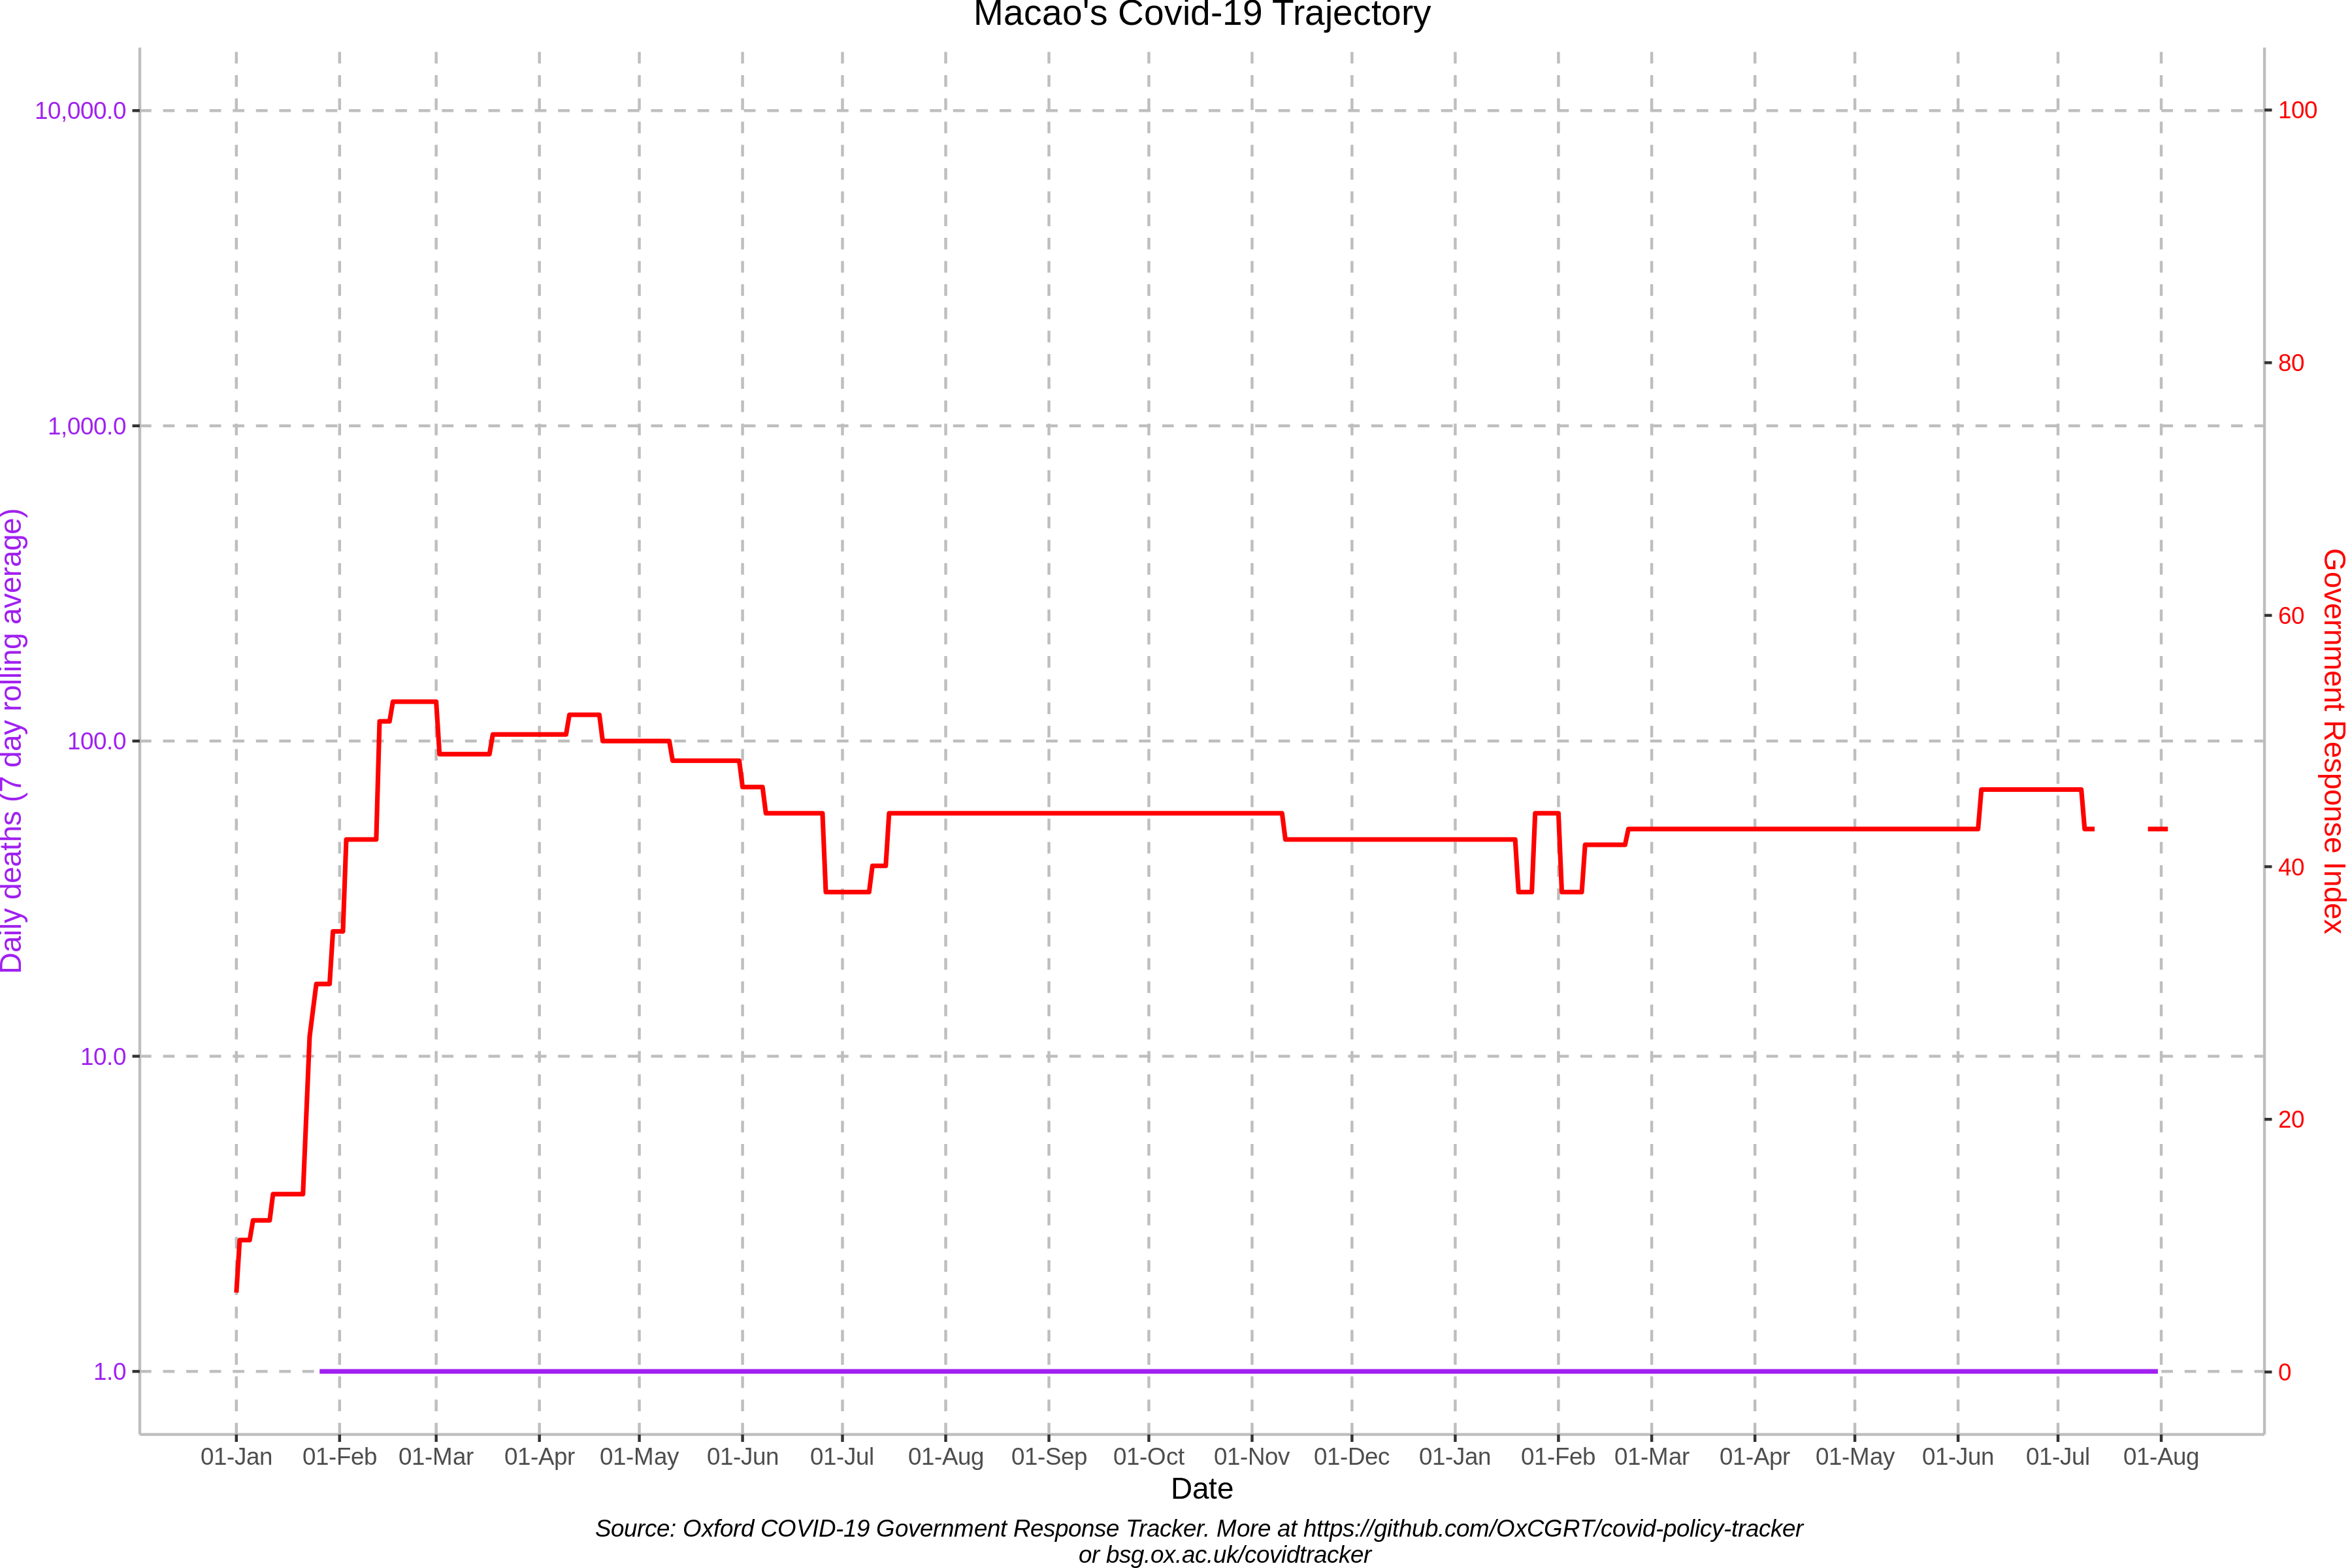 Macao's Covid-19 Trajectory
10,000.0
1,000.0
100.0
10.0
1.0
Daily deaths (7 day rolling average)
100
80
60
40
20
0
Government Response Index
01-Jan 01-Feb 01-Mar 01-Apr 01-May 01-Jun 01-Jul 01-Aug 01-Sep 01-Oct 01-Nov 01-Dec 01-Jan 01-Feb 01-Mar 01-Apr 01-May 01-Jun 01-Jul 01-Aug
Date
Source: Oxford COVID-19 Government Response Tracker. More at https://github.com/OxCGRT/covid-policy-tracker
or bsg.ox.ac.uk/covidtracker